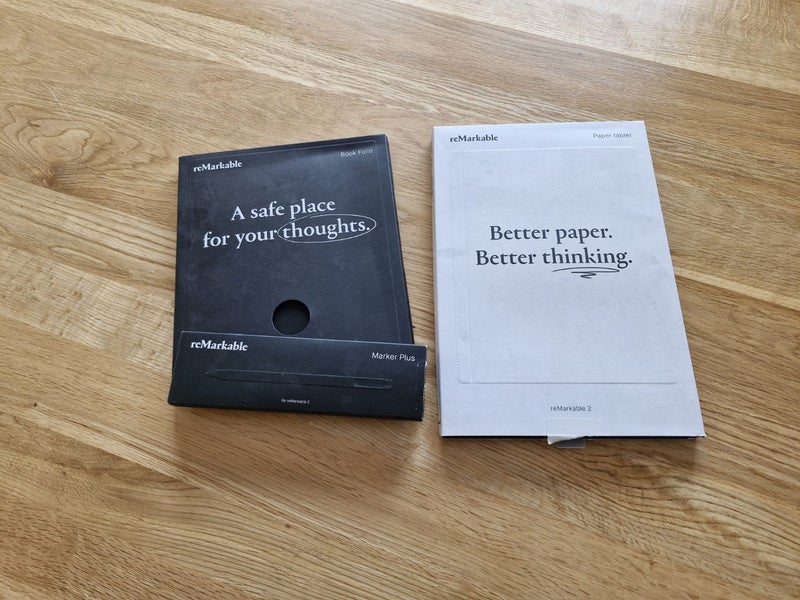 reMarkable
Book Folio
A safe place
for your thoughts.
reMarkable
Marker Plus
for reMarkable 2
reMarkable
Paper tablet
Better paper.
Better thinking.
reMarkable 2